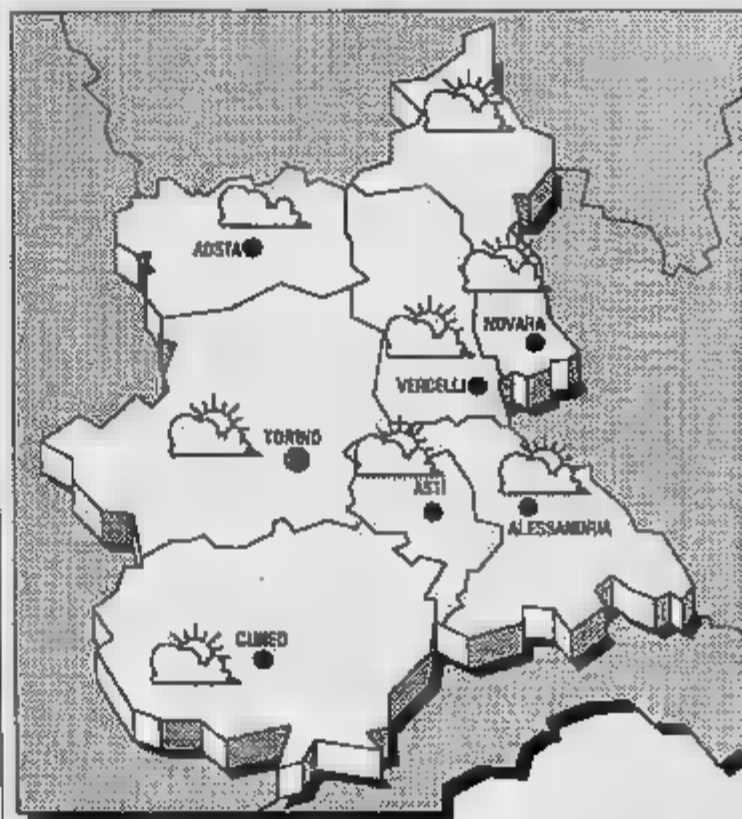 AOSTA
NOVARA
VERCELLI
TORINO
ASTI
ALESSANDRIA
CUNEO